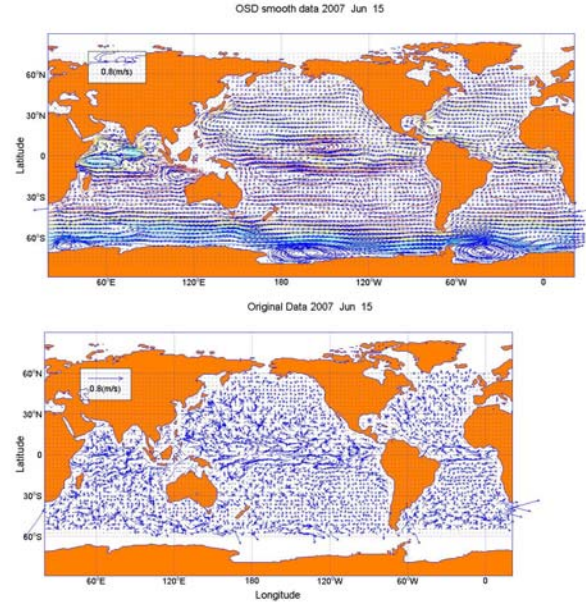 OSD smooth data 2007 Jun 15
0.8(m/s)
60°N
30°N
0
30°S
60°S
Latitude
60°E 120°E 180°W 120°W 60°W 0
Original Data 2007 Jun 15
0.8(m/s)
60°N
30°N
0
30°S
60°S
Latitude
60°E 120°E 180°W 120°W 60°W 0
Longitude